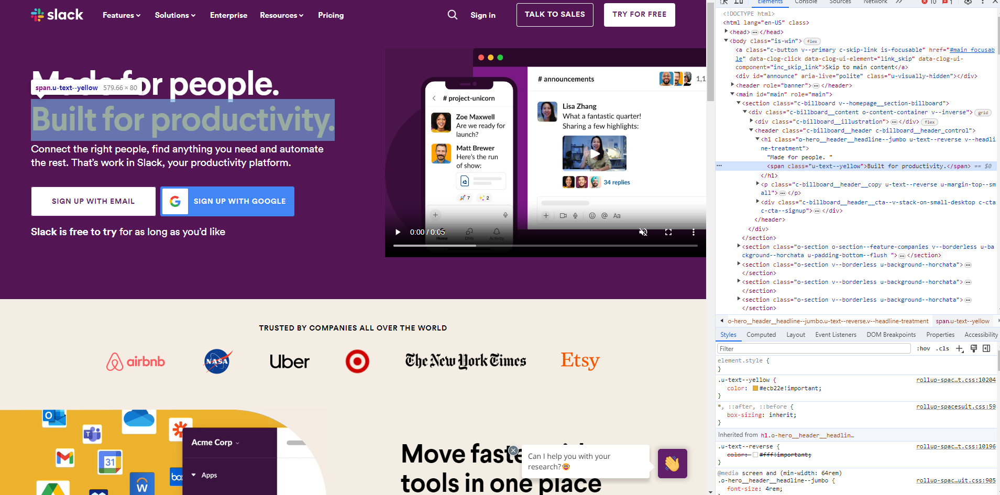 slack
Features
Solutions
Enterprise
Resources
Pricing
Sign in
TALK TO SALES
TRY FOR FREE
Made for people.
span.u-text--yellow 579.66 × 80
Built for productivity.
Connect the right people, find anything you need and automate
the rest. That’s work in Slack, your productivity platform.
SIGN UP WITH EMAIL
SIGN UP WITH GOOGLE
Slack is free to try for as long as you’d like
# project-unicorn
Zoe Maxwell
Are we ready for
launch?
Matt Brewer
Here’s the run
of show:
7
2
Home
DMs
Activity
# announcements
1,1
Lisa Zhang
What a fantastic quarter!
Sharing a few highlights:
34 replies
@ Aa
0:00 / 0:05
TRUSTED BY COMPANIES ALL OVER THE WORLD
airbnb
NASA
Uber
The New York Times
Etsy
Acme Corp
Apps
31
box
Can I help you with your
research?
Elements
Console
Sources
Network
10
1
<!DOCTYPE html>
<html lang="en-US" class>
<head> </head>
<body class="is-win"> flex
<a class="c-button v--primary c-skip-link is-focusable" href="#main_focusab
le" data-clog-click data-clog-ui-element="link_skip" data-clog-ui-
component="inc_skip_link">Skip to main content</a>
<div id="announce" aria-live="polite" class="u-visually-hidden"></div>
<header role="banner"> </header>
<main id="main" role="main">
<section class="c-billboard v--homepage__section-billboard">
<div class="c-billboard__content o-content-container v--inverse"> grid
<div class="c-billboard__illustration"> </div> flex
<header class="c-billboard__header c-billboard__header_control">
<h1 class="o-hero__header__headline--jumbo u-text--reverse v--headli
ne-treatment">
"Made for people. "
<span class="u-text--yellow">Built for productivity.</span> == $0
</h1>
<p class="c-billboard__header__copy u-text--reverse u-margin-top--sm
all"> </p>
<div class="c-billboard__header__cta--v-stack-on-small-desktop c-cta
c-cta--signup"> </div>
</header>
</div>
</section>
<section class="o-section o-section--feature-companies v--borderless u-ba
ckground--horchata u-padding-bottom--flush "> </section>
<section class="o-section v--borderless u-background--horchata">
</section>
<section class="o-section v--borderless u-background--horchata">
</section>
<section class="o-section v--borderless u-background--horchata">
</section>
o-hero__header__headline--jumbo.u-text--reverse.v--headline-treatment span.u-text--yellow
Styles Computed Layout Event Listeners DOM Breakpoints Properties Accessibility
Filter :hov .cls
element.style {
}
.u-text--yellow { rollup-spac…t.css:10204
color: #ecb22e!important;
}
*, ::after, ::before { rollup-spacesuit.css:59
box-sizing: inherit;
}
Inherited from h1.o-hero__header__headlin…
.u-text--reverse { rollup-spac…t.css:10196
color: #fff!important;
}
@media screen and (min-width: 64rem)
.o-hero__header__headline--jumbo { rollup-spac…uit.css:905
font-size: 4rem;
Move faste
tools in one place